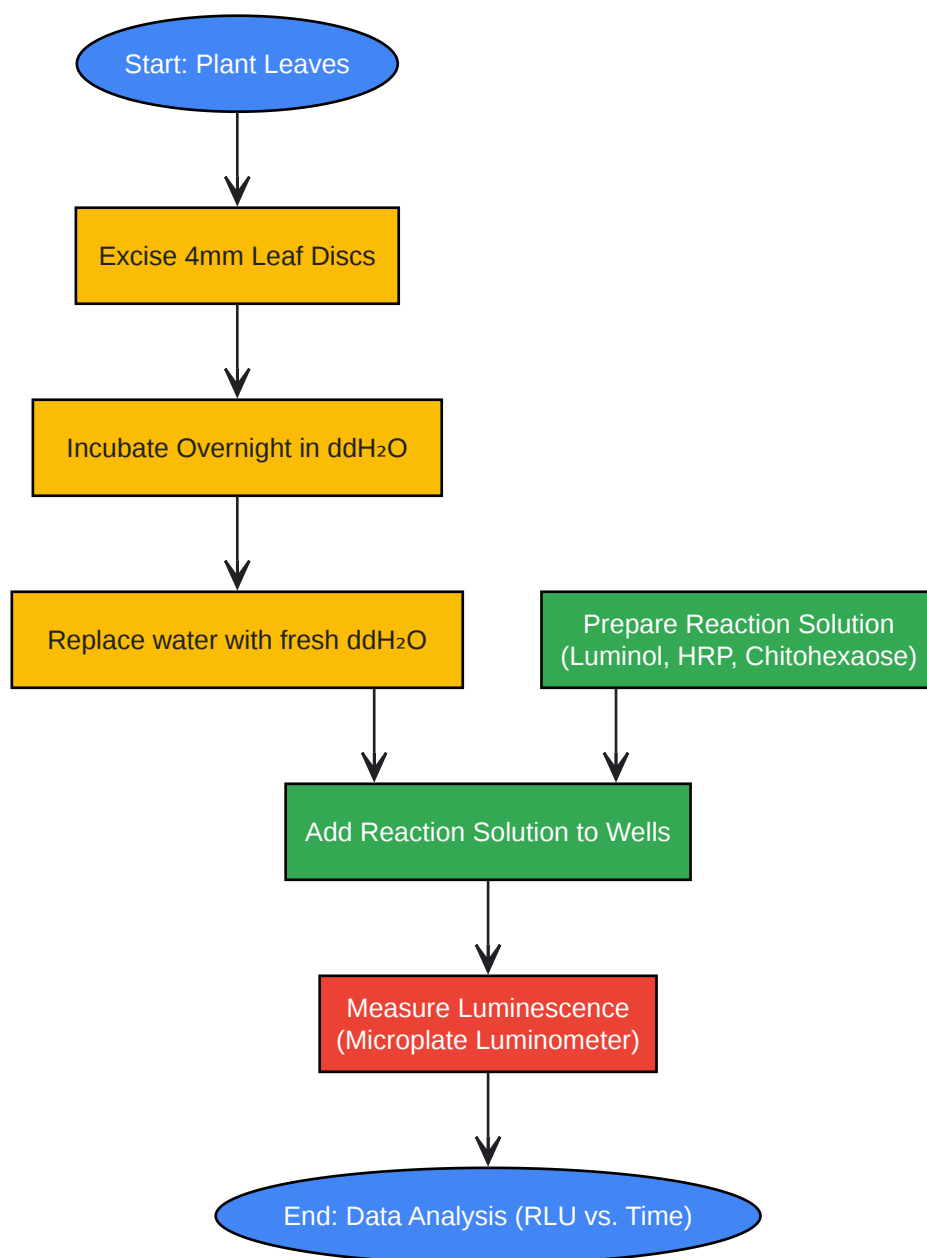 Start: Plant Leaves
Excise 4mm Leaf Discs
Incubate Overnight in ddH₂O
Replace water with fresh ddH₂O
Prepare Reaction Solution
(Luminol, HRP, Chitohexaose)
Add Reaction Solution to Wells
Measure Luminescence
(Microplate Luminometer)
End: Data Analysis (RLU vs. Time)